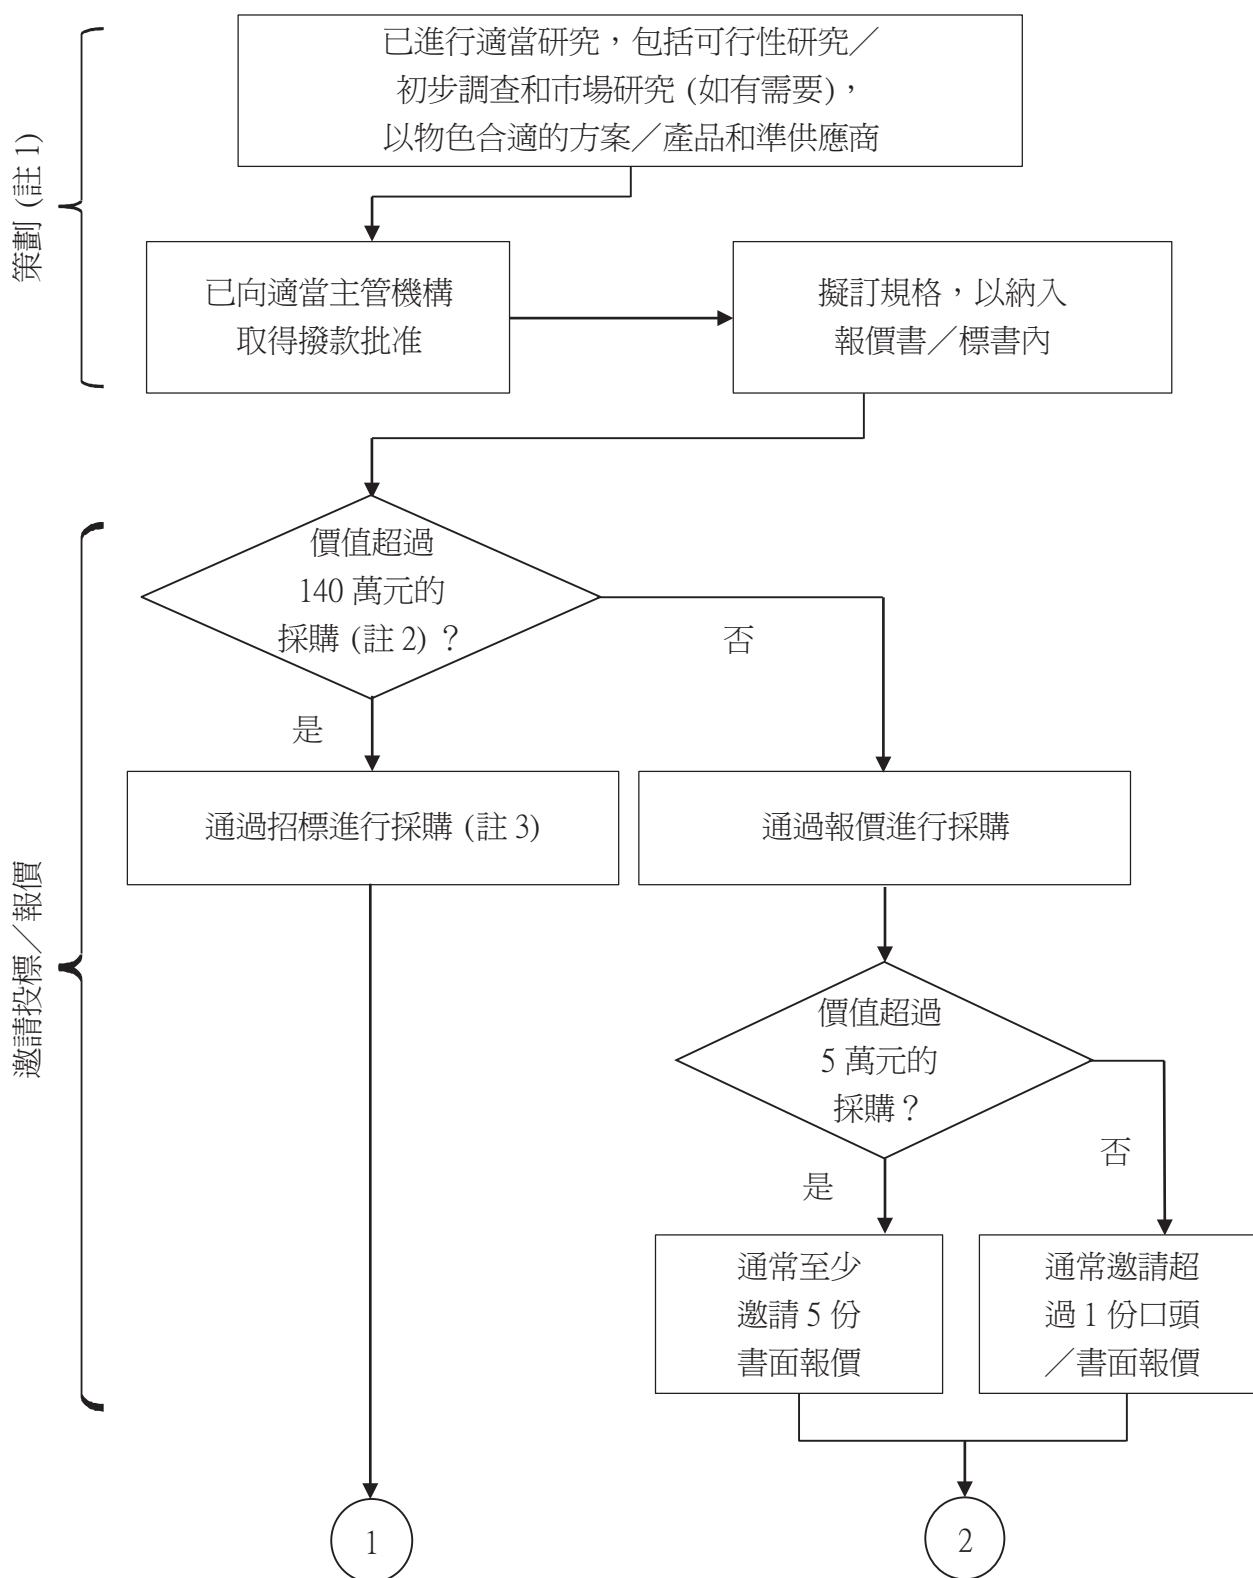 策劃 (註 1)
已進行適當研究，包括可行性研究／
初步調查和市場研究 (如有需要)，
以物色合適的方案／產品和準供應商
已向適當主管機構
取得撥款批准
擬訂規格，以納入
報價書／標書內
邀請投標／報價
價值超過
140 萬元的
採購 (註 2)？
否
是
通過招標進行採購 (註 3)
通過報價進行採購
價值超過
5 萬元的
採購？
是
否
通常至少
邀請 5 份
書面報價
通常邀請超
過 1 份口頭
／書面報價
1
2